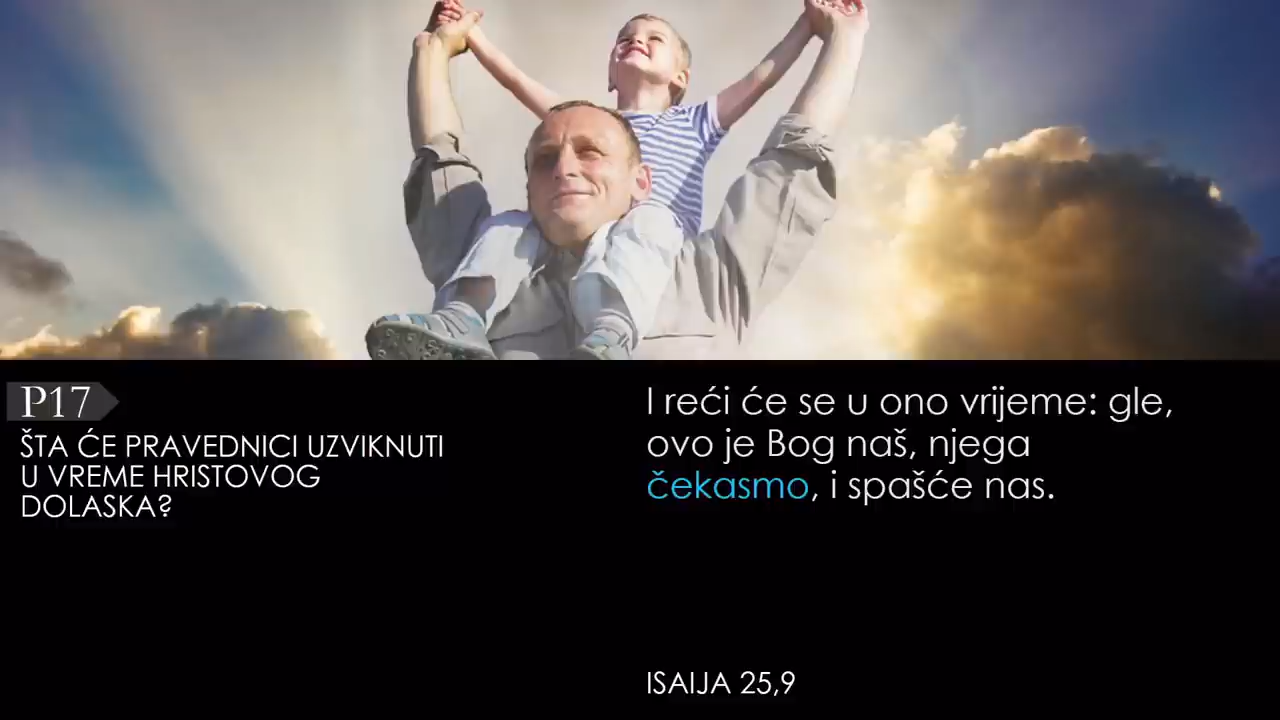 P17
ŠTA ĆE PRAVEDNICI UZVIKNUTI
U VREME HRISTOVOG
DOLASKA?
I reći će se u ono vrijeme: gle,
ovo je Bog naš, njega
čekasmo, i spašće nas.
ISAIJA 25,9